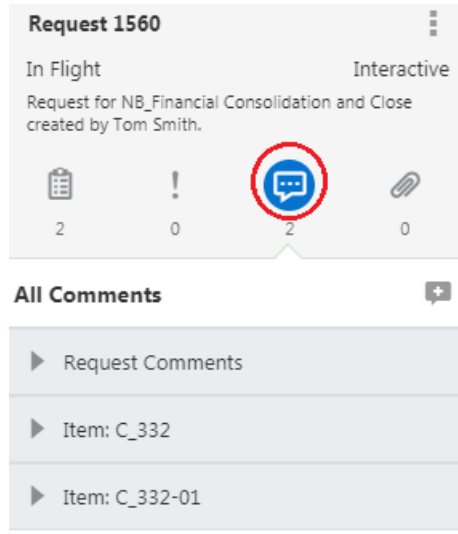 Request 1560
In Flight Interactive
Request for NB_Financial Consolidation and Close
created by Tom Smith.
2 0 2 0
All Comments
Request Comments
Item: C_332
Item: C_332-01